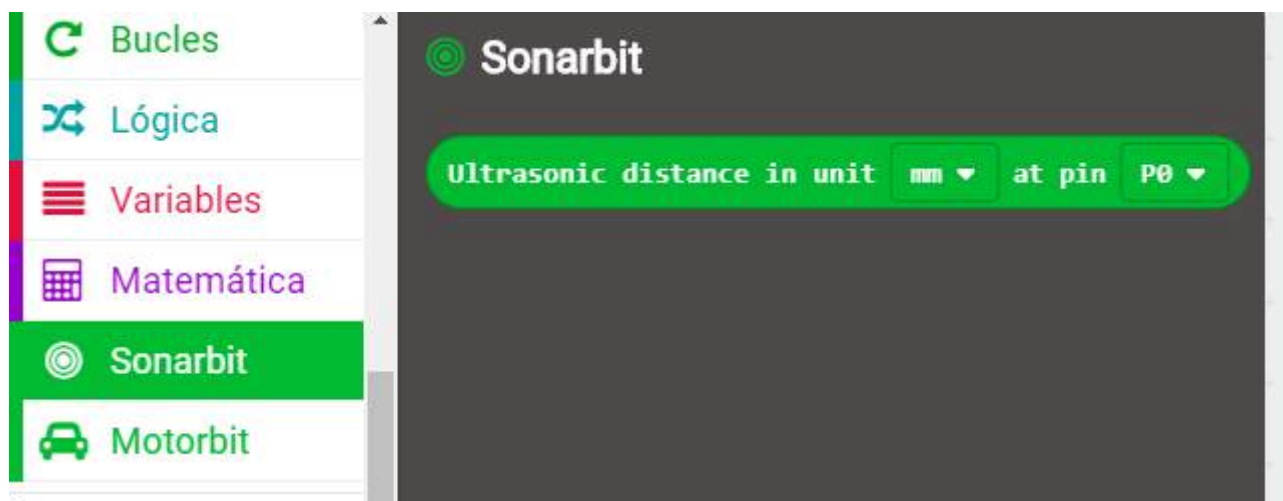 Bucles
Lógica
Variables
Matemática
Sonarbit
Motorbit
Sonarbit
Ultrasonic distance in unit mm at pin P0